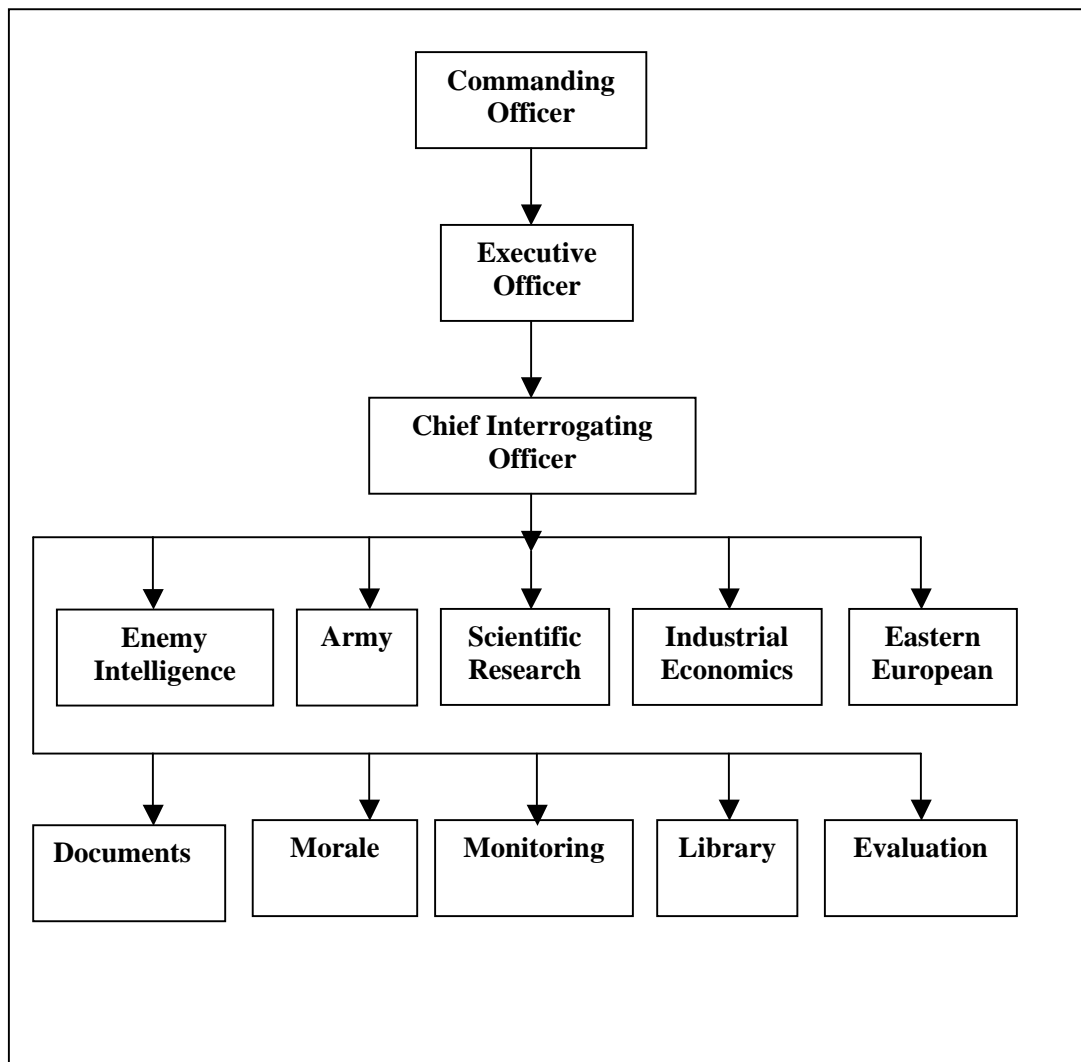 Commanding
Officer
Executive
Officer
Chief Interrogating
Officer
Enemy
Intelligence
Army
Scientific
Research
Industrial
Economics
Eastern
European
Documents
Morale
Monitoring
Library
Evaluation